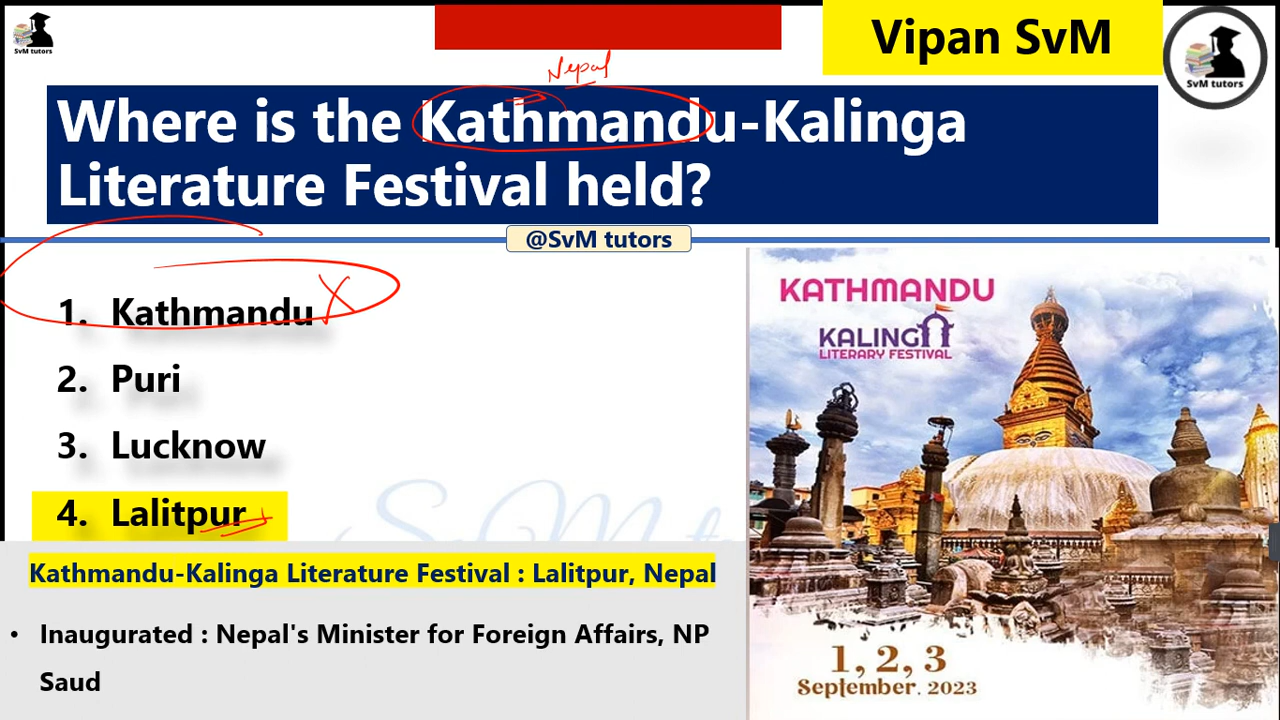 SvM tutors
Vipan SvM
SvM tutors
Nepal
Where is the Kathmandu-Kalinga
Literature Festival held?
@SvM tutors
1. Kathmandu X
2. Puri
3. Lucknow
4. Lalitpur
KATHMANDU
KALINGA
LITERARY FESTIVAL
Kathmandu-Kalinga Literature Festival : Lalitpur, Nepal
• Inaugurated : Nepal's Minister for Foreign Affairs, NP
Saud
1, 2, 3
September, 2023